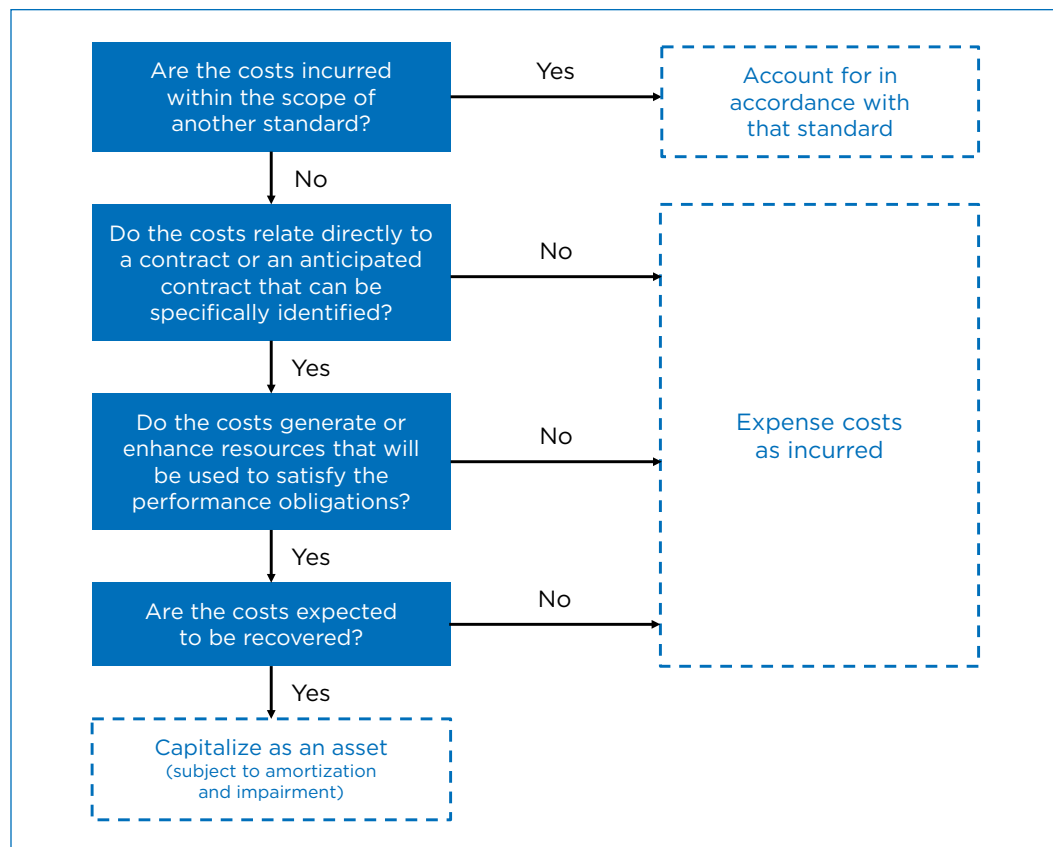 Are the costs incurred
within the scope of
another standard?
Yes
Account for in
accordance with
that standard
No
Do the costs relate directly to
a contract or an anticipated
contract that can be
specifically identified?
No
Expense costs
as incurred
Yes
Do the costs generate or
enhance resources that will
be used to satisfy the
performance obligations?
No
Yes
Are the costs expected
to be recovered?
No
Yes
Capitalize as an asset
(subject to amortization
and impairment)